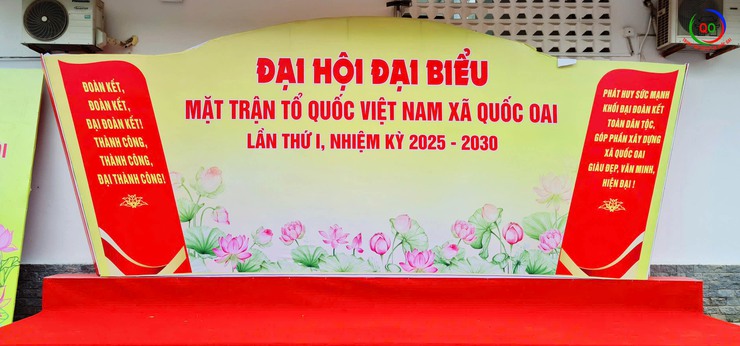 ĐOÀN KẾT,
ĐOÀN KẾT,
ĐẠI ĐOÀN KẾT!
THÀNH CÔNG,
THÀNH CÔNG,
ĐẠI THÀNH CÔNG!
ĐẠI HỘI ĐẠI BIỂU
MẶT TRẬN TỔ QUỐC VIỆT NAM XÃ QUỐC OAI
LẦN THỨ I, NHIỆM KỲ 2025 - 2030
PHÁT HUY SỨC MẠNH
KHỐI ĐẠI ĐOÀN KẾT
TOÀN DÂN TỘC,
GÓP PHẦN XÂY DỰNG
XÃ QUỐC OAI
GIÀU ĐẸP, VĂN MINH,
HIỆN ĐẠI !